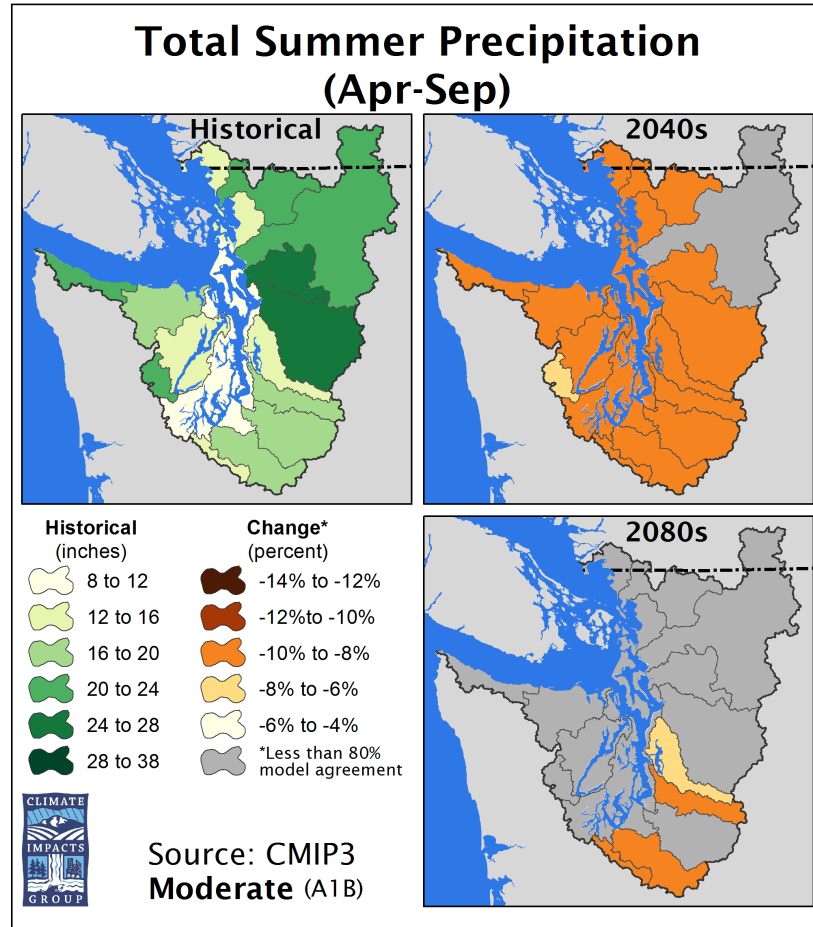 Total Summer Precipitation
(Apr-Sep)
Historical
2040s
Historical
(inches)
8 to 12
12 to 16
16 to 20
20 to 24
24 to 28
28 to 38
Change*
(percent)
-14% to -12%
-12%to -10%
-10% to -8%
-8% to -6%
-6% to -4%
*Less than 80%
model agreement
2080s
CLIMATE
IMPACTS
GROUP
Source: CMIP3
Moderate (A1B)